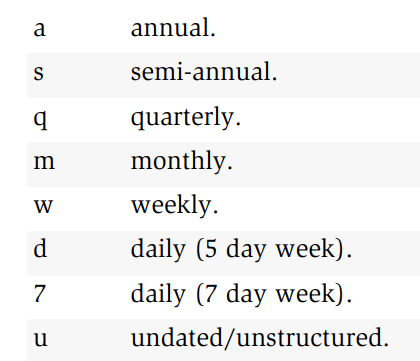 a annual.
s semi-annual.
q quarterly.
m monthly.
w weekly.
d daily (5 day week).
7 daily (7 day week).
u undated/unstructured.